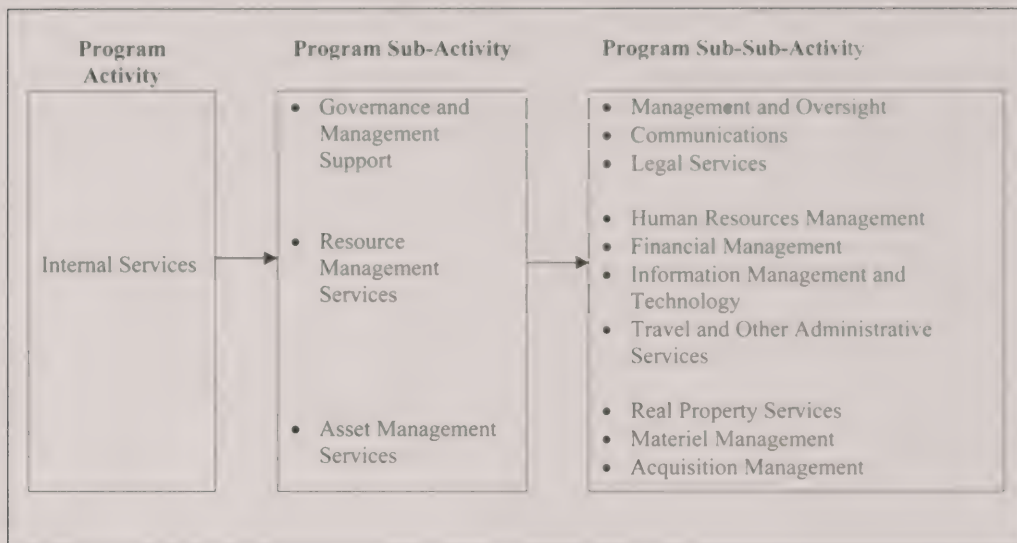 Program
Activity
Internal Services
Program Sub-Activity
• Governance and
Management
Support
• Resource
Management
Services
• Asset Management
Services
Program Sub-Sub-Activity
• Management and Oversight
• Communications
• Legal Services
• Human Resources Management
• Financial Management
• Information Management and
Technology
• Travel and Other Administrative
Services
• Real Property Services
• Materiel Management
• Acquisition Management